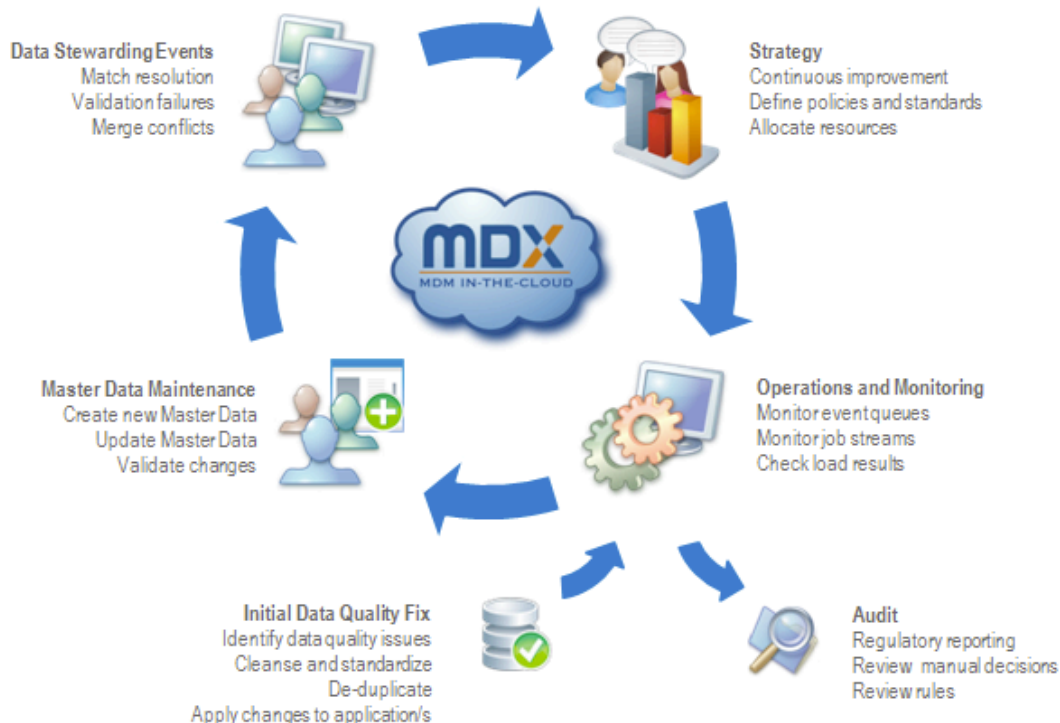 Data Stewarding Events
Match resolution
Validation failures
Merge conflicts
Strategy
Continuous improvement
Define policies and standards
Allocate resources
MDX
MDM IN-THE-CLOUD
Master Data Maintenance
Create new Master Data
Update Master Data
Validate changes
Operations and Monitoring
Monitor event queues
Monitor job streams
Check load results
Initial Data Quality Fix
Identify data quality issues
Cleanse and standardize
De-duplicate
Apply changes to application/s
Audit
Regulatory reporting
Review manual decisions
Review rules